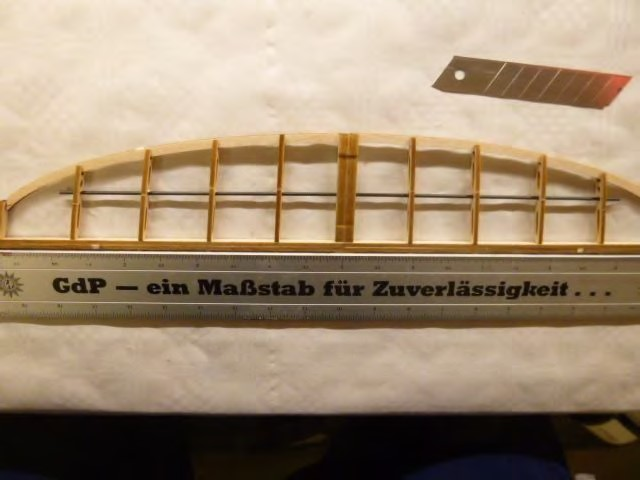 GdP — ein Maßstab für Zuverlässigkeit...